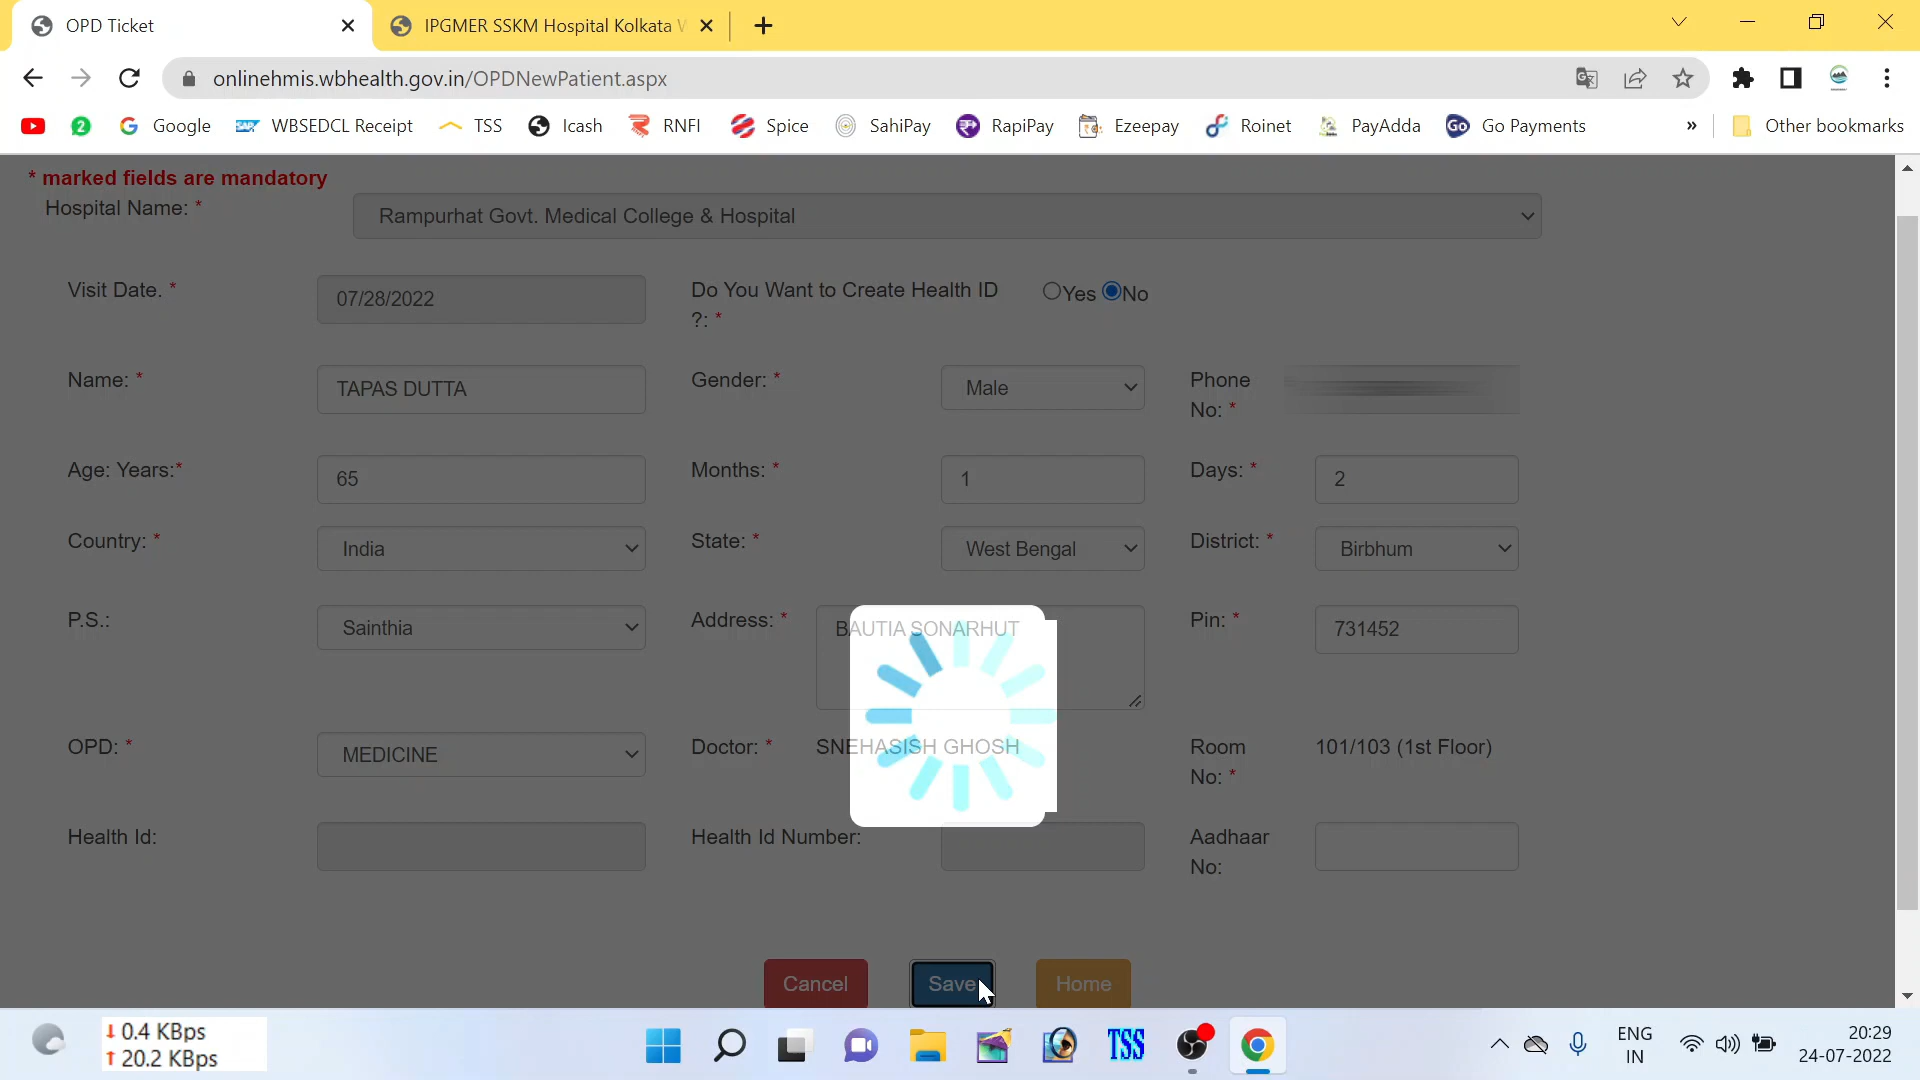 OPD Ticket
IPGMER SSKM Hospital Kolkata
onlinehmis.wbhealth.gov.in/OPDNewPatient.aspx
2 Google SAP WBSEDCL Receipt TSS Icash RNFI Spice SahiPay RapiPay Ezeepay Roinet PayAdda Go Go Payments » Other bookmarks
* marked fields are mandatory
Hospital Name: * Rampurhat Govt. Medical College & Hospital
Visit Date. * 07/28/2022 Do You Want to Create Health ID ?: * Yes No
Name: * TAPAS DUTTA Gender: * Male Phone No: *
Age: Years:* 65 Months: * 1 Days: * 2
Country: * India State: * West Bengal District: * Birbhum
P.S.: Sainthia Address: * BAUTIA SONARHUT Pin: * 731452
OPD: * MEDICINE Doctor: * SNEHASISH GHOSH Room No: * 101/103 (1st Floor)
Health Id: Health Id Number: Aadhaar No:
Cancel Save Home
0.4 KBps
20.2 KBps
TSS
ENG
IN
20:29
24-07-2022